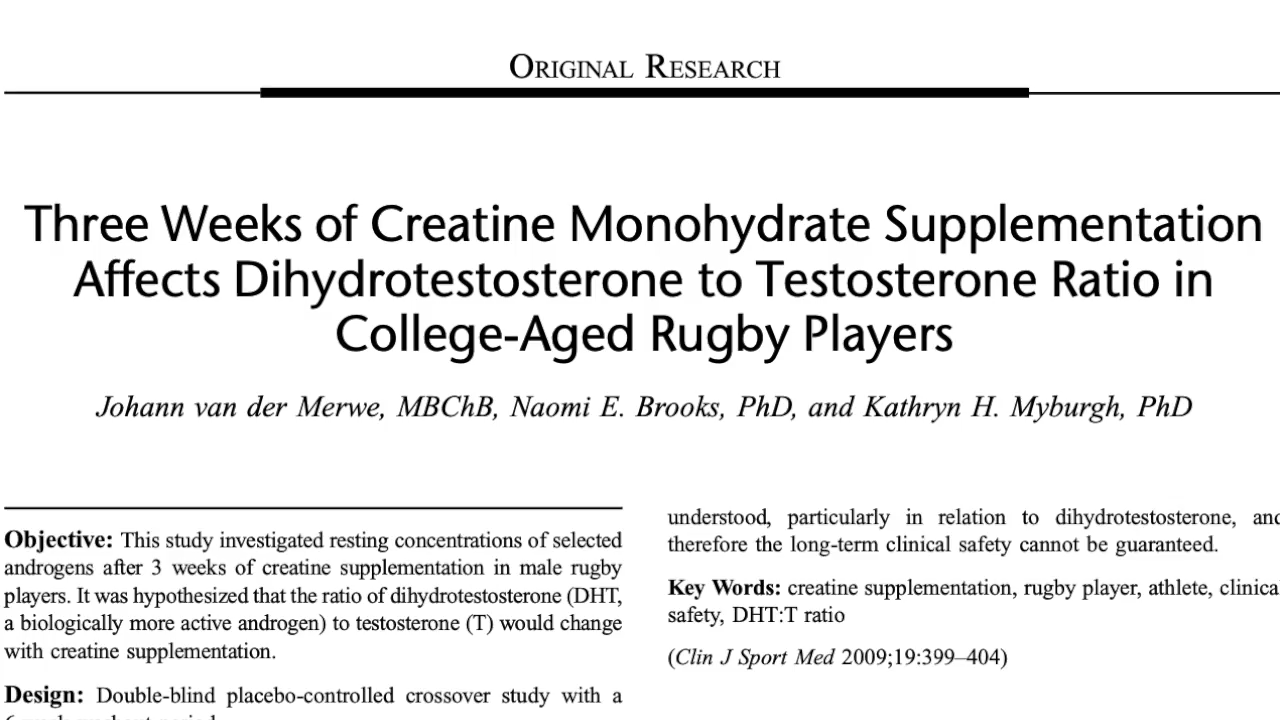 ORIGINAL RESEARCH
Three Weeks of Creatine Monohydrate Supplementation
Affects Dihydrotestosterone to Testosterone Ratio in
College-Aged Rugby Players
Johann van der Merwe, MBChB, Naomi E. Brooks, PhD, and Kathryn H. Myburgh, PhD
Objective: This study investigated resting concentrations of selected
androgens after 3 weeks of creatine supplementation in male rugby
players. It was hypothesized that the ratio of dihydrotestosterone (DHT,
a biologically more active androgen) to testosterone (T) would change
with creatine supplementation.
Design: Double-blind placebo-controlled crossover study with a
understood, particularly in relation to dihydrotestosterone, and
therefore the long-term clinical safety cannot be guaranteed.
Key Words: creatine supplementation, rugby player, athlete, clinical
safety, DHT:T ratio
(Clin J Sport Med 2009;19:399–404)